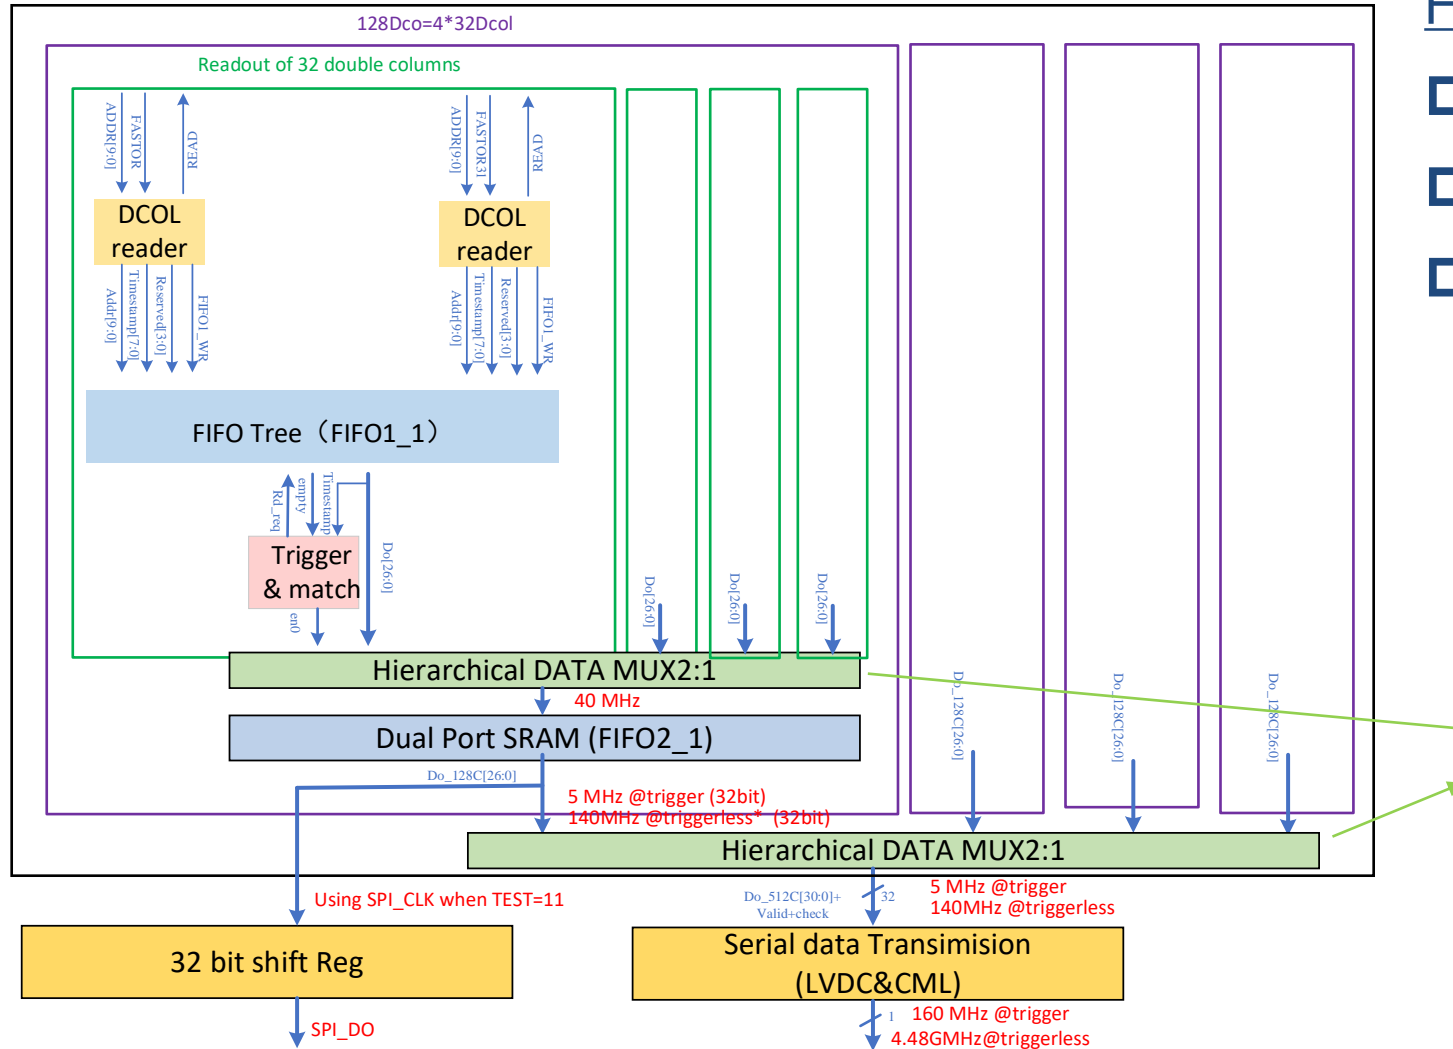 128Dco=4*32Dcol
Readout of 32 double columns
ADDR[9:0]
FASTOR
READ
ADDR[9:0]
FASTOR31
READ
DCOL
reader
DCOL
reader
Addr[9:0]
Timestamp[7:0]
Reserved[3:0]
FIFO1_WR
Addr[9:0]
Timestamp[7:0]
Reserved[3:0]
FIFO1_WR
FIFO Tree（FIFO1_1）
Rd_req
empty
Timestamp
Do[26:0]
Trigger
& match
en0
Do[26:0]
Do[26:0]
Do[26:0]
Hierarchical DATA MUX2:1
40 MHz
Dual Port SRAM (FIFO2_1)
Do_128C[26:0]
Do_128C[26:0]
Do_128C[26:0]
Do_128C[26:0]
5 MHz @trigger (32bit)
140MHz @triggerless* (32bit)
Hierarchical DATA MUX2:1
Using SPI_CLK when TEST=11
Do_512C[30:0]+
Valid+check
32
5 MHz @trigger
140MHz @triggerless
32 bit shift Reg
Serial data Transimision
(LVDC&CML)
SPI_DO
1
160 MHz @trigger
4.48GMHz@triggerless